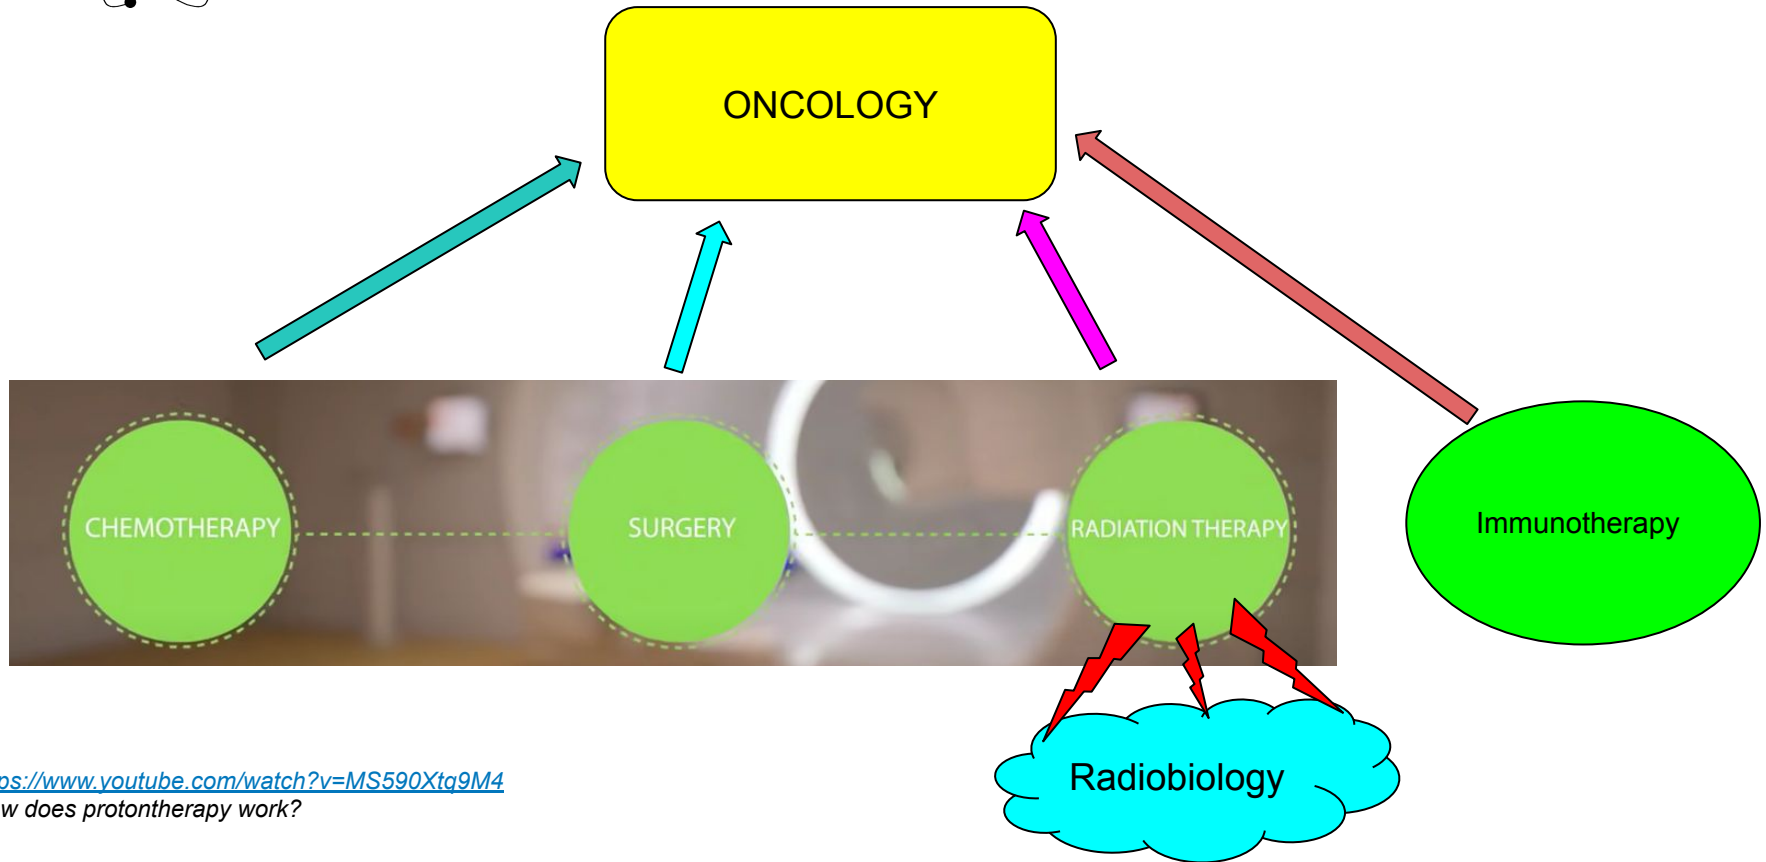 ONCOLOGY
CHEMOTHERAPY
SURGERY
RADIATION THERAPY
Immunotherapy
Radiobiology
ps://www.youtube.com/watch?v=MS590Xtq9M4
w does protontherapy work?